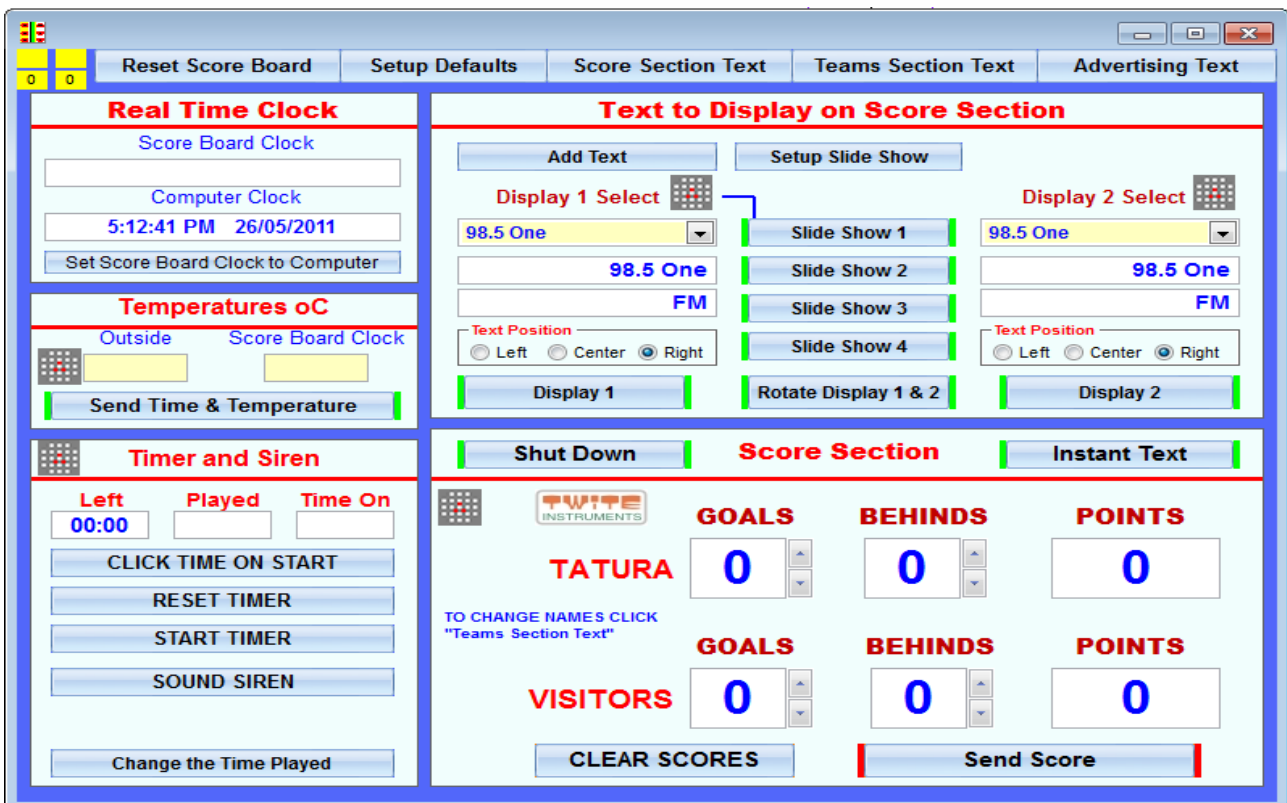 0 0
Reset Score Board Setup Defaults Score Section Text Teams Section Text Advertising Text
Real Time Clock
Score Board Clock
Computer Clock
5:12:41 PM 26/05/2011
Set Score Board Clock to Computer
Temperatures oC
Outside Score Board Clock
Send Time & Temperature
Timer and Siren
Left Played Time On
00:00
CLICK TIME ON START
RESET TIMER
START TIMER
SOUND SIREN
Change the Time Played
Text to Display on Score Section
Add Text Setup Slide Show
Display 1 Select Display 2 Select
98.5 One Slide Show 1 98.5 One
98.5 One Slide Show 2 98.5 One
FM Slide Show 3 FM
Text Position Text Position
Left Center Right Slide Show 4 Left Center Right
Display 1 Rotate Display 1 & 2 Display 2
Shut Down Score Section Instant Text
TWITE
INSTRUMENTS
GOALS BEHINDS POINTS
TATURA 0 0 0
TO CHANGE NAMES CLICK
"Teams Section Text"
GOALS BEHINDS POINTS
VISITORS 0 0 0
CLEAR SCORES Send Score